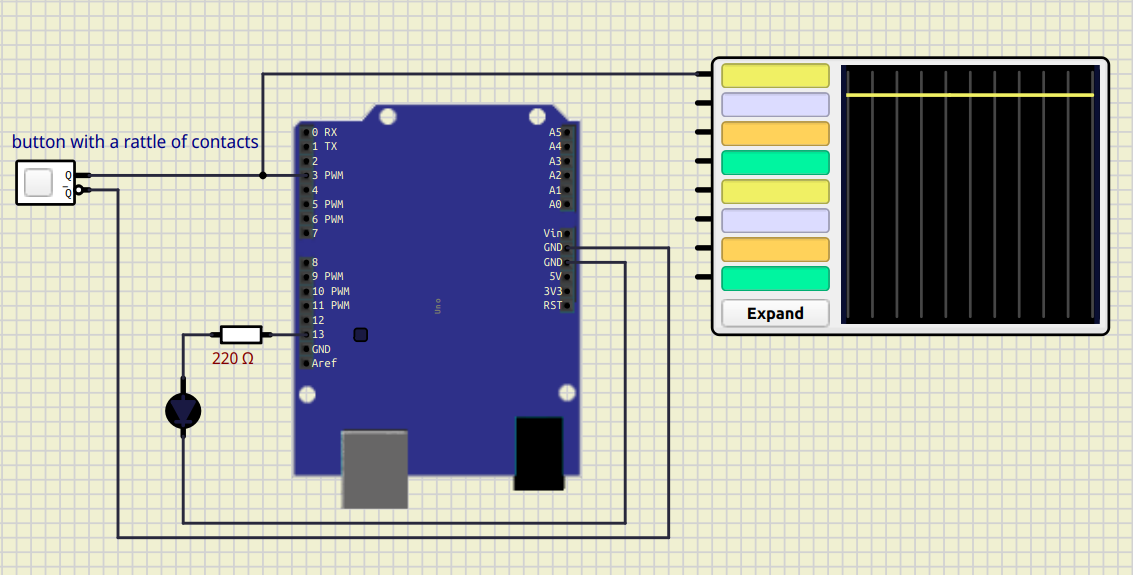 button with a rattle of contacts
Q
Q
0 RX
1 TX
2
3 PWM
4
5 PWM
6 PWM
7
8
9 PWM
10 PWM
11 PWM
12
13
GND
Aref
A5
A4
A3
A2
A1
A0
Vin
GND
GND
5V
3V3
RST
Uno
220 Ω
Expand